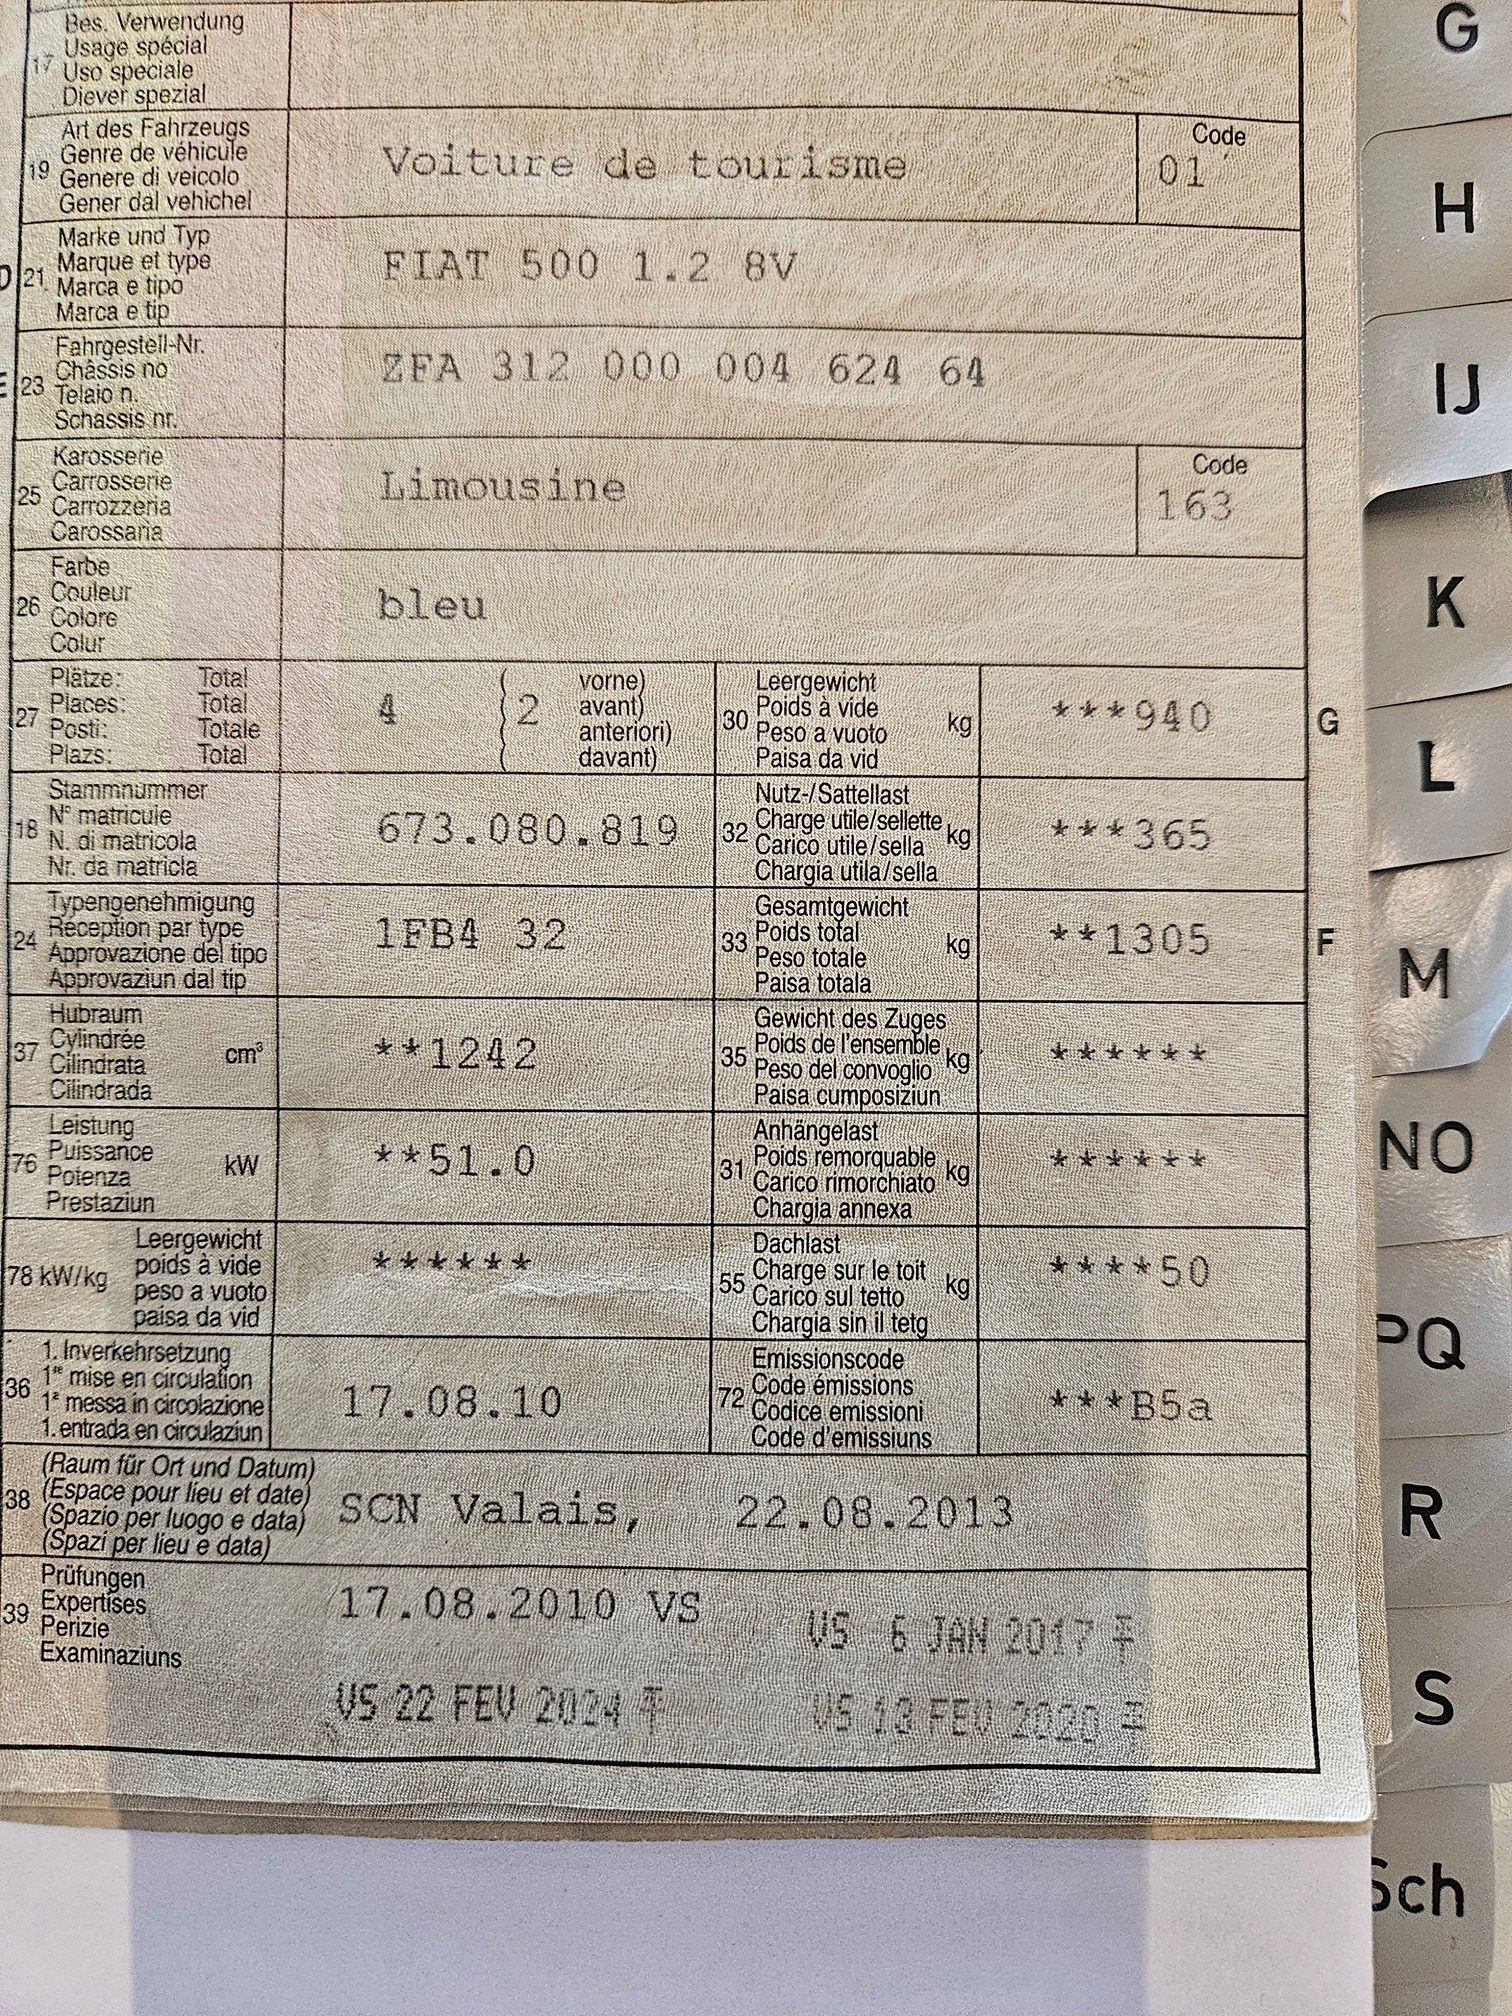 17 Bes. Verwendung
Usage spécial
Uso speciale
Diever spezial
19 Art des Fahrzeugs
Genre de véhicule
Genere di veicolo
Gener dal vehichel
Voiture de tourisme
Code
01
D 21 Marke und Typ
Marque et type
Marca e tipo
Marca e tip
FIAT 500 1.2 8V
E 23 Fahrgestell-Nr.
Châssis no
Telaio n.
Schassis nr.
ZFA 312 000 004 624 64
25 Karosserie
Carrosserie
Carrozzeria
Carossaria
Limousine
Code
163
26 Farbe
Couleur
Colore
Colur
bleu
27 Plätze: Total
Places: Total
Posti: Totale
Plazs: Total
4 ( 2 vorne)
avant)
anteriori)
( davant)
30 Leergewicht
Poids à vide
Peso a vuoto
Paisa da vid
kg
***940
G
18 Stammnummer
N° matricule
N. di matricola
Nr. da matricla
673.080.819
32 Nutz-/Sattellast
Charge utile/sellette
Carico utile/sella
Chargia utila/sella
kg
***365
24 Typengenehmigung
Réception par type
Approvazione del tipo
Approvaziun dal tip
1FB4 32
33 Gesamtgewicht
Poids total
Peso totale
Paisa totala
kg
**1305
F
37 Hubraum
Cylindrée
Cilindrata
Cilindrada
cm³
**1242
35 Gewicht des Zuges
Poids de l'ensemble
Peso del convoglio
Paisa cumposiziun
kg
******
76 Leistung
Puissance
Potenza
Prestaziun
kW
**51.0
31 Anhängelast
Poids remorquable
Carico rimorchiato
Chargia annexa
kg
******
78 kW/kg
Leergewicht
poids à vide
peso a vuoto
paisa da vid
******
55 Dachlast
Charge sur le toit
Carico sul tetto
Chargia sin il tetg
kg
****50
36 1. Inverkehrsetzung
1re mise en circulation
1a messa in circolazione
1. entrada en circulaziun
17.08.10
72 Emissionscode
Code émissions
Codice emissioni
Code d'emissiuns
***B5a
38 (Raum für Ort und Datum)
(Espace pour lieu et date)
(Spazio per luogo e data)
(Spazi per lieu e data)
SCN Valais, 22.08.2013
39 Prüfungen
Expertises
Perizie
Examinaziuns
17.08.2010 VS
VS 6 JAN 2017
VS 22 FEV 2024
VS 13 FEV 2020
G
H
IJ
K
L
M
NO
PQ
R
S
Sch